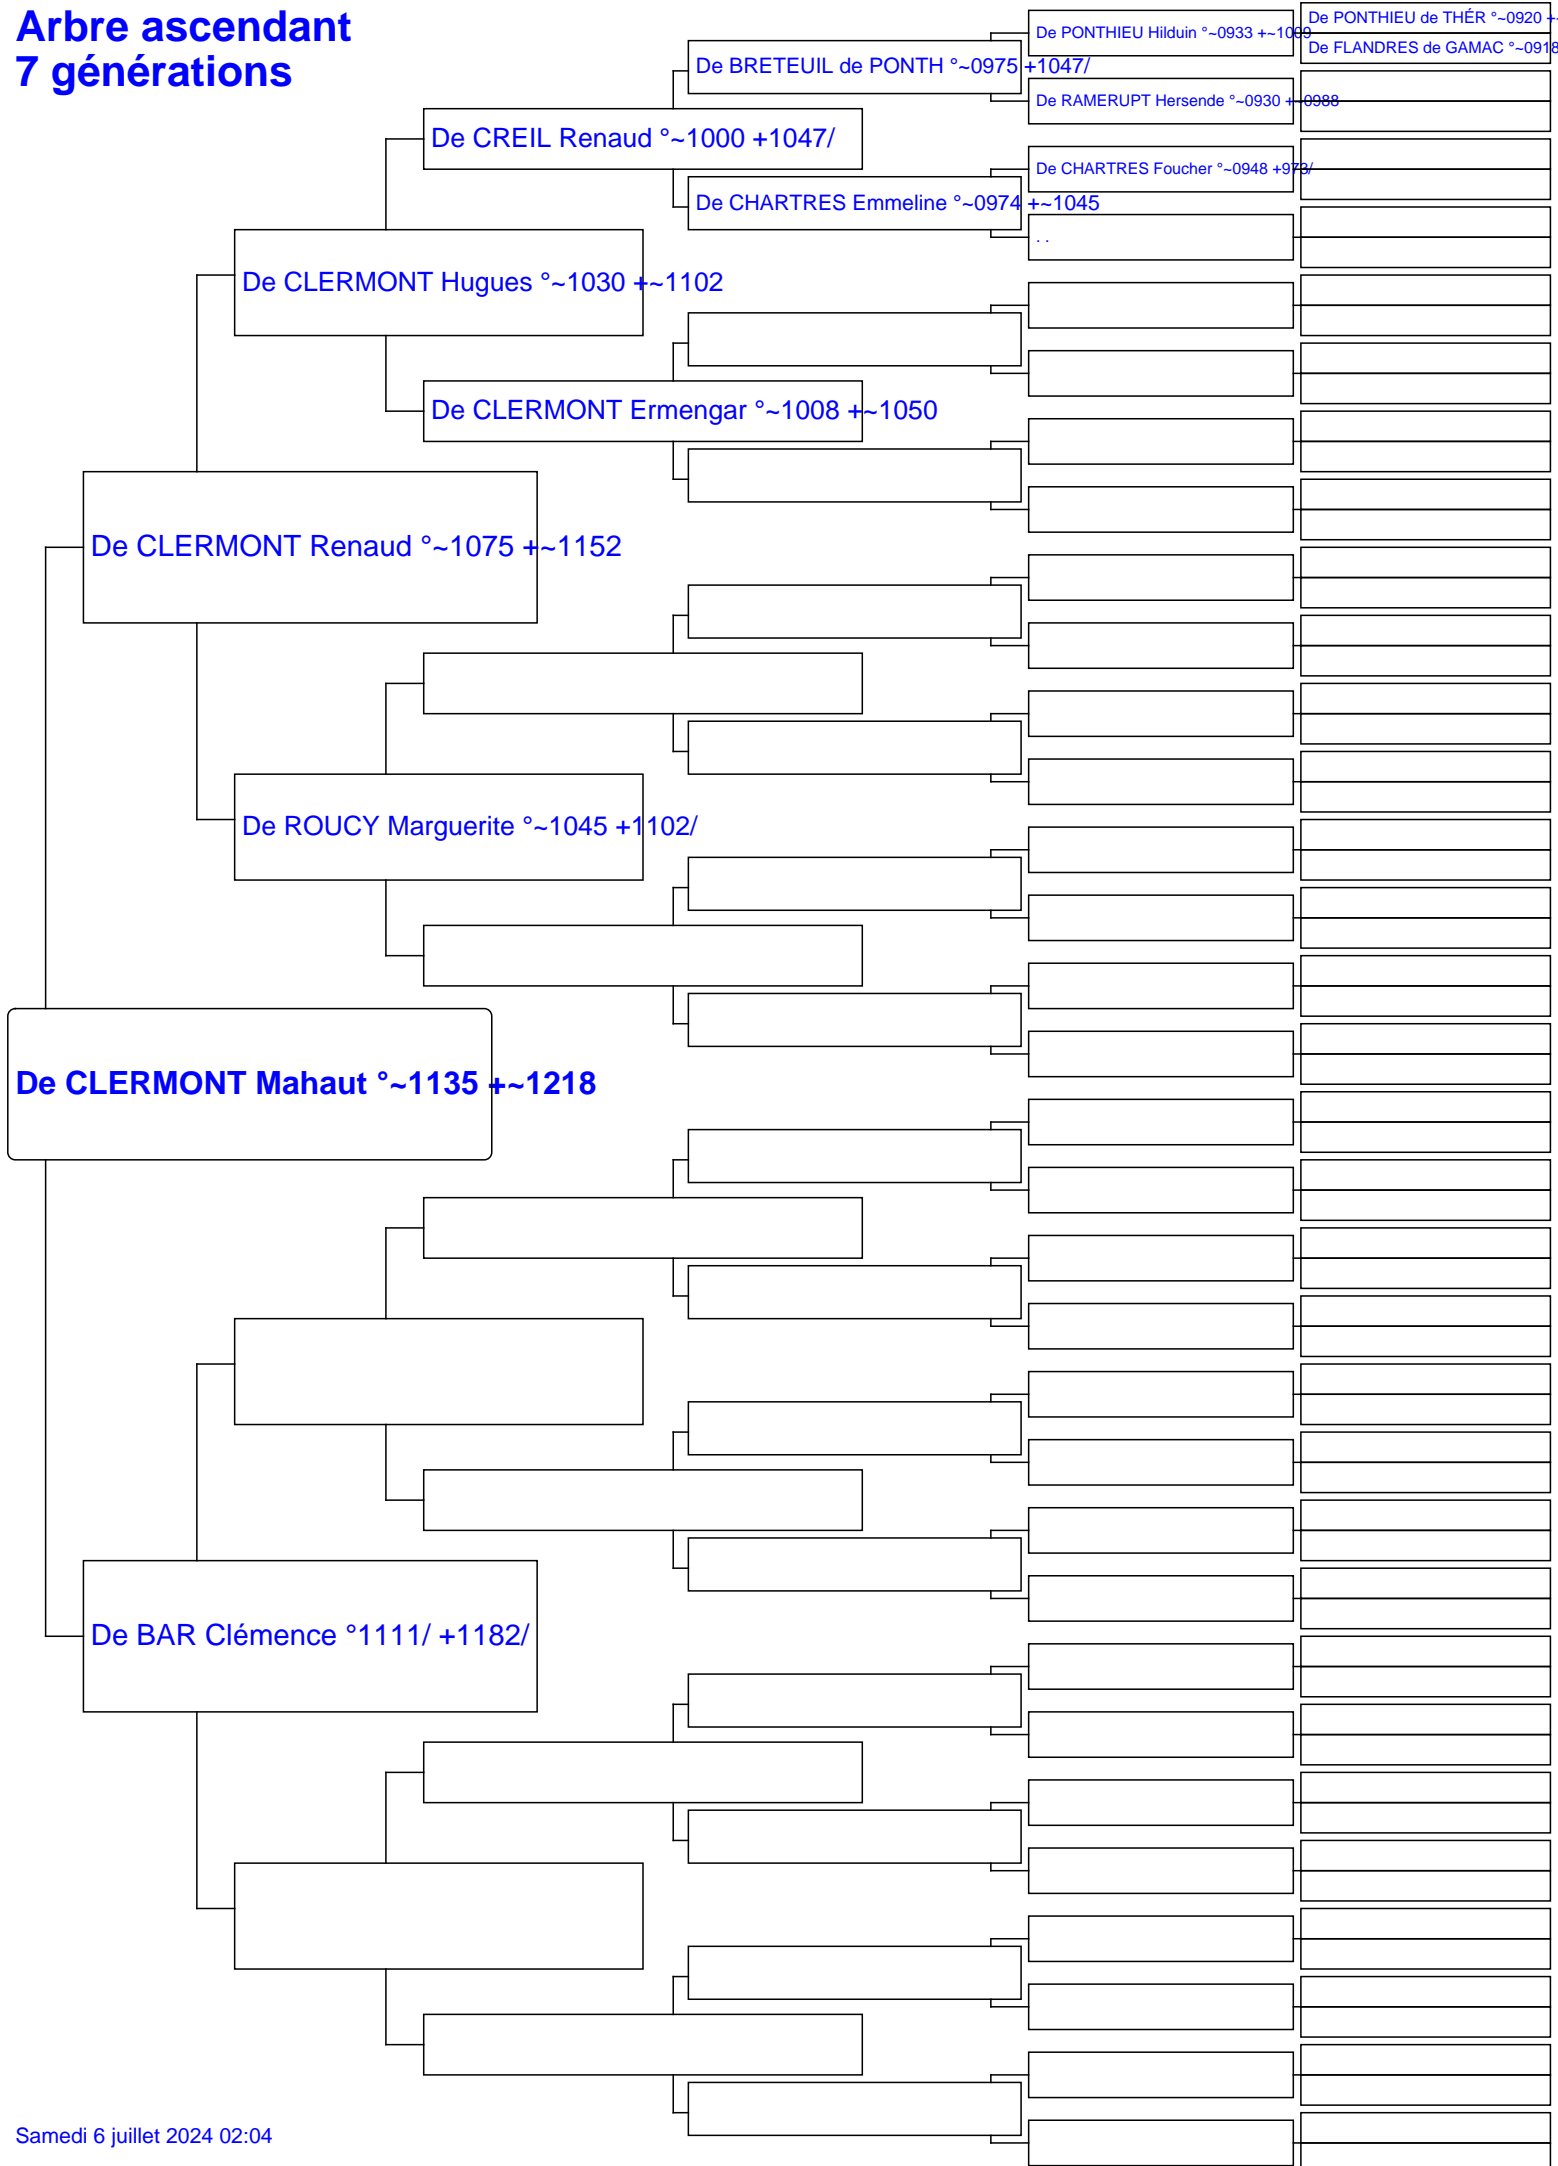 Arbre ascendant
7 générations
De PONTHIEU de THÉR °~0920 +
De PONTHIEU Hilduin °~0933 +~1009
De FLANDRES de GAMAC °~0918
De BRETEUIL de PONTH °~0975 +1047/
De RAMERUPT Hersende °~0930 +~0988
De CREIL Renaud °~1000 +1047/
De CHARTRES Foucher °~0948 +973/
De CHARTRES Emmeline °~0974 +~1045
. .
De CLERMONT Hugues °~1030 +~1102
De CLERMONT Ermengar °~1008 +~1050
De CLERMONT Renaud °~1075 +~1152
De ROUCY Marguerite °~1045 +1102/
De CLERMONT Mahaut °~1135 +~1218
De BAR Clémence °1111/ +1182/
Samedi 6 juillet 2024 02:04